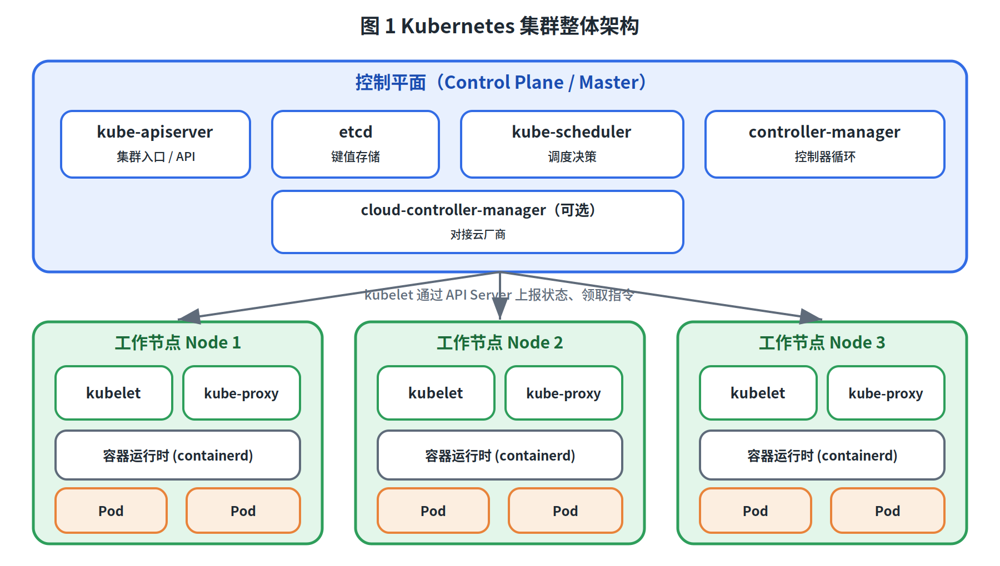 图 1 Kubernetes 集群整体架构
控制平面（Control Plane / Master）
kube-apiserver
集群入口 / API
etcd
键值存储
kube-scheduler
调度决策
controller-manager
控制器循环
cloud-controller-manager（可选）
对接云厂商
kubelet 通过 API Server 上报状态、领取指令
工作节点 Node 1
kubelet
kube-proxy
容器运行时 (containerd)
Pod
Pod
工作节点 Node 2
kubelet
kube-proxy
容器运行时 (containerd)
Pod
Pod
工作节点 Node 3
kubelet
kube-proxy
容器运行时 (containerd)
Pod
Pod